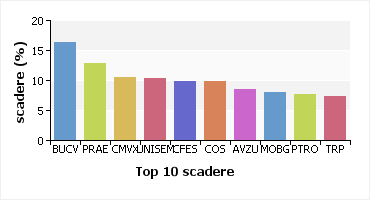 scadere (%)
20
15
10
5
0
BUCV PRAE CMVX UNISEM CFES COS AVZU MOBG PTRO TRP
Top 10 scadere